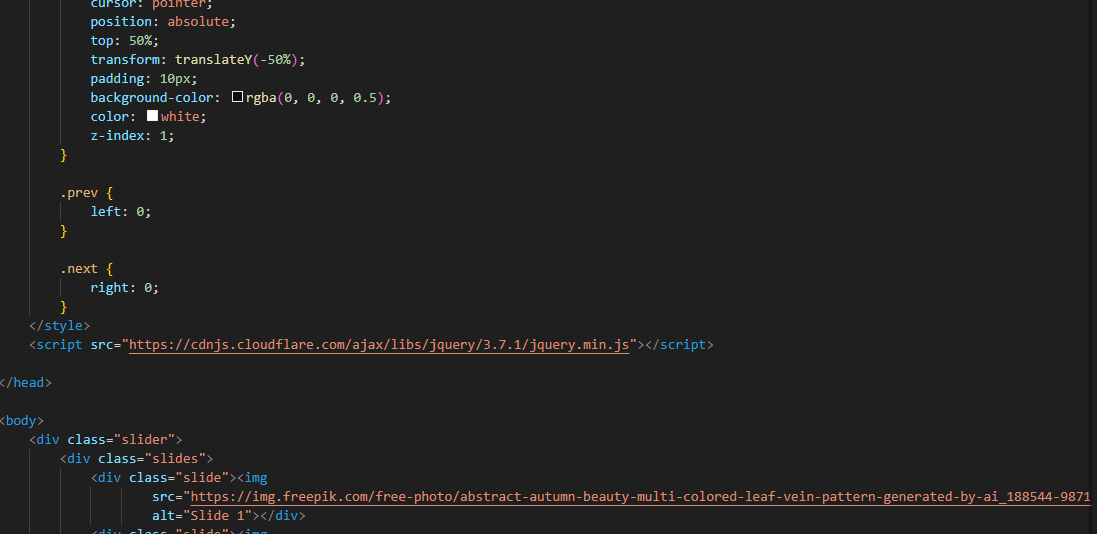 cursor: pointer;
position: absolute;
top: 50%;
transform: translateY(-50%);
padding: 10px;
background-color: rgba(0, 0, 0, 0.5);
color: white;
z-index: 1;
}
.prev {
left: 0;
}
.next {
right: 0;
}
</style>
<script src="https://cdnjs.cloudflare.com/ajax/libs/jquery/3.7.1/jquery.min.js"></script>
</head>
<body>
<div class="slider">
<div class="slides">
<div class="slide"><img
src="https://img.freepik.com/free-photo/abstract-autumn-beauty-multi-colored-leaf-vein-pattern-generated-by-ai_188544-9871
alt="Slide 1"></div>
<div class="slide"><img